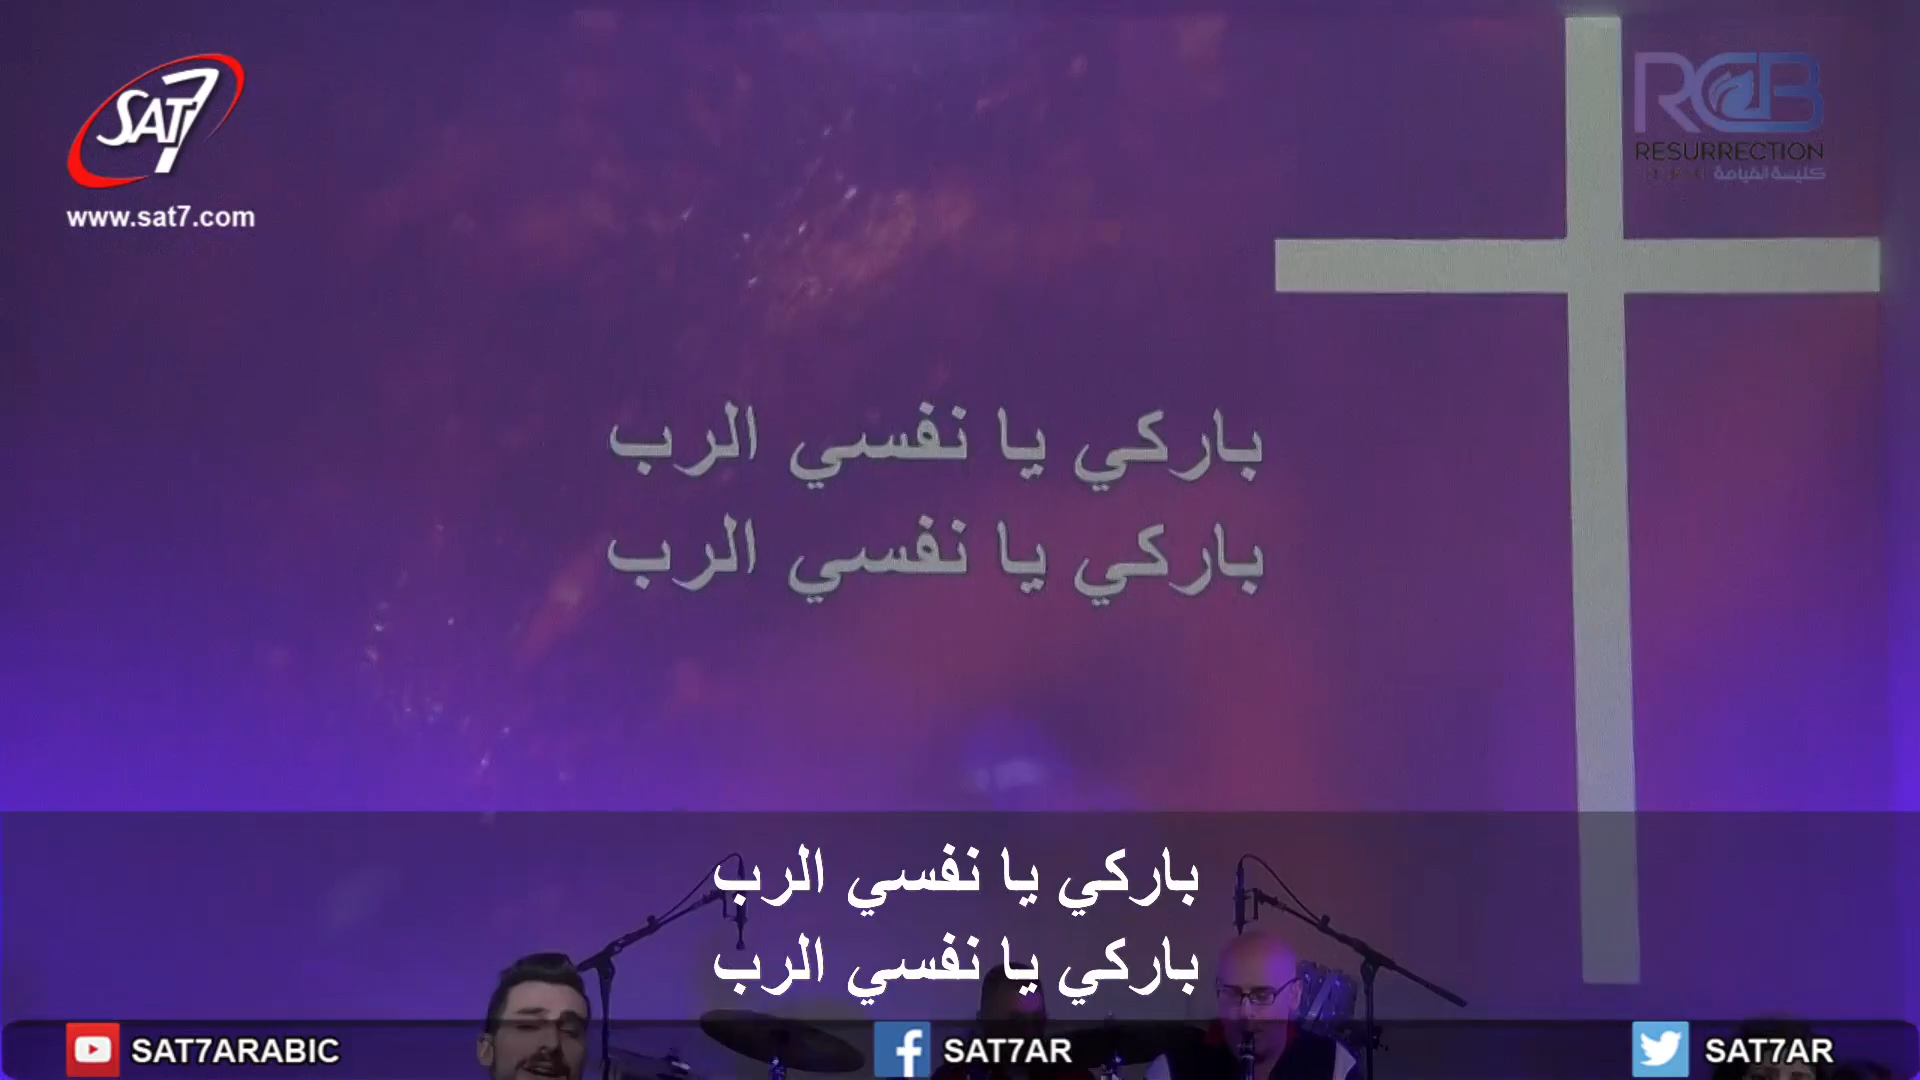 SAT7
www.sat7.com
RCB
RESURRECTION
كنيسة القيامة
باركي يا نفسي الرب
باركي يا نفسي الرب
باركي يا نفسي الرب
باركي يا نفسي الرب
SAT7ARABIC
SAT7AR
SAT7AR